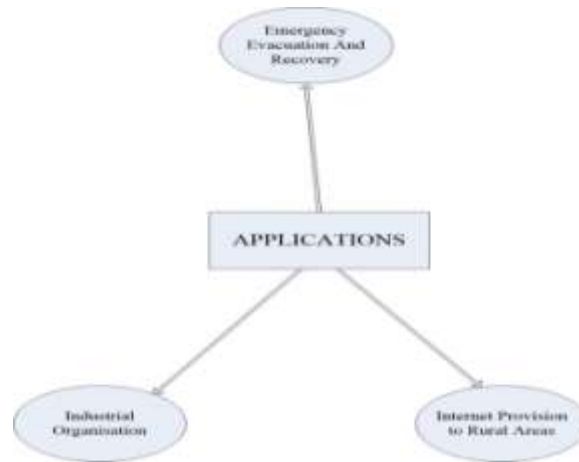 Emergency
Evacuation And
Recovery
APPLICATIONS
Industrial
Organisation
Internet Provision
to Rural Areas